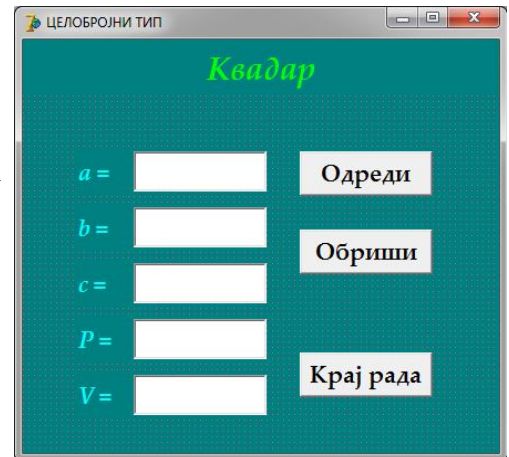 ЦЕЛОБРОЈНИ ТИП
Квадар
a =
Одреди
b =
Обриши
c =
P =
Крај рада
V =